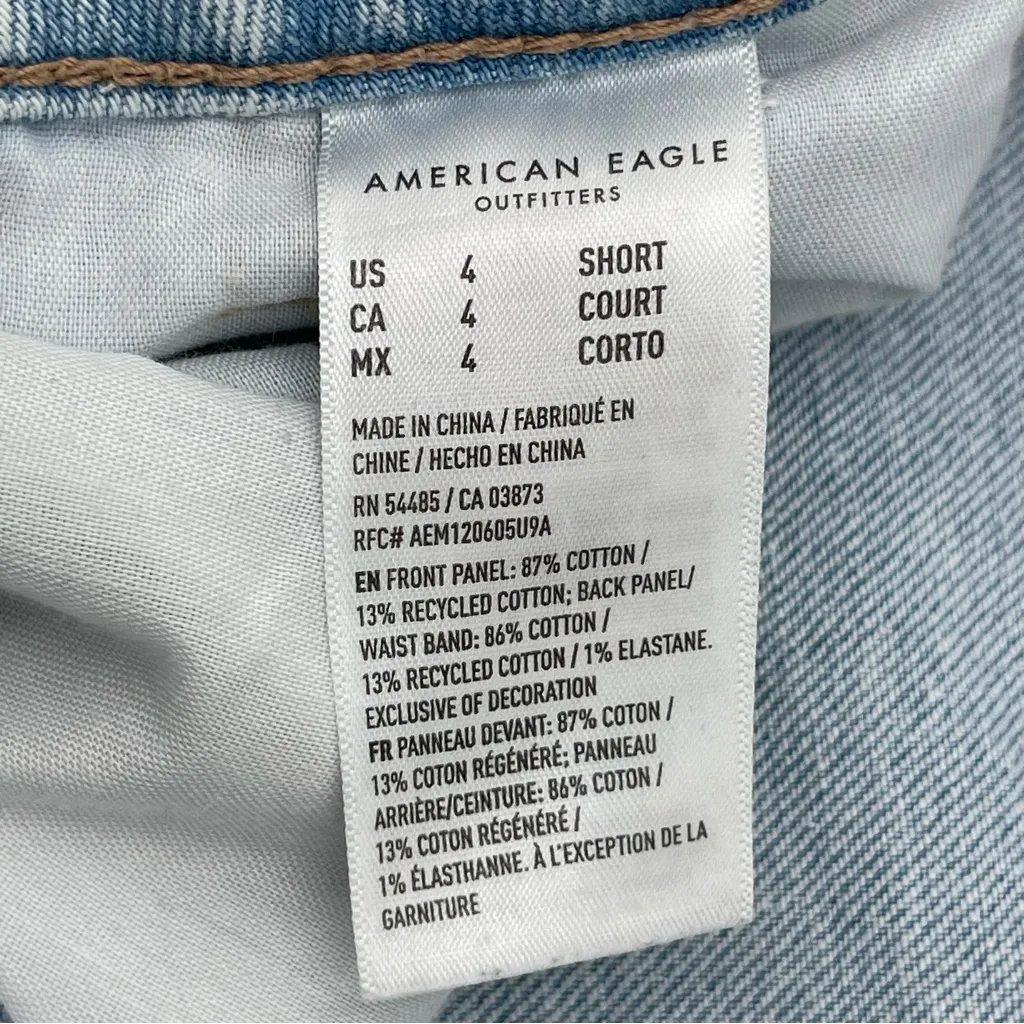 AMERICAN EAGLE
OUTFITTERS
US 4 SHORT
CA 4 COURT
MX 4 CORTO
MADE IN CHINA / FABRIQUÉ EN
CHINE / HECHO EN CHINA
RN 54485 / CA 03873
RFC# AEM120605U9A
EN FRONT PANEL: 87% COTTON /
13% RECYCLED COTTON; BACK PANEL/
WAIST BAND: 86% COTTON /
13% RECYCLED COTTON / 1% ELASTANE.
EXCLUSIVE OF DECORATION
FR PANNEAU DEVANT: 87% COTON /
13% COTON RÉGÉNÉRÉ; PANNEAU
ARRIÈRE/CEINTURE: 86% COTON /
13% COTON RÉGÉNÉRÉ /
1% ÉLASTHANNE. À L'EXCEPTION DE LA
GARNITURE